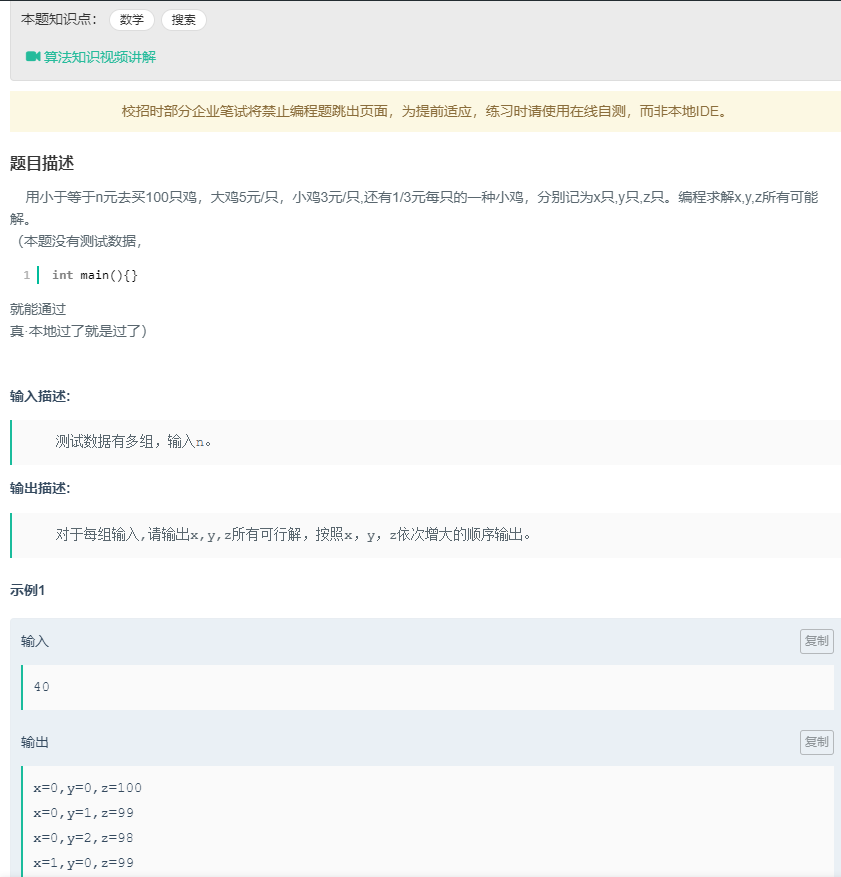 本题知识点： 数学 搜索
算法知识视频讲解
校招时部分企业笔试将禁止编程题跳出页面，为提前适应，练习时请使用在线自测，而非本地IDE。
题目描述
用小于等于n元去买100只鸡，大鸡5元/只，小鸡3元/只,还有1/3元每只的一种小鸡，分别记为x只,y只,z只。编程求解x,y,z所有可能
解。
（本题没有测试数据，
1 int main(){}
就能通过
真·本地过了就是过了）
输入描述:
测试数据有多组，输入n。
输出描述:
对于每组输入,请输出x,y,z所有可行解，按照x，y，z依次增大的顺序输出。
示例1
输入 复制
40
输出 复制
x=0,y=0,z=100
x=0,y=1,z=99
x=0,y=2,z=98
x=1,y=0,z=99